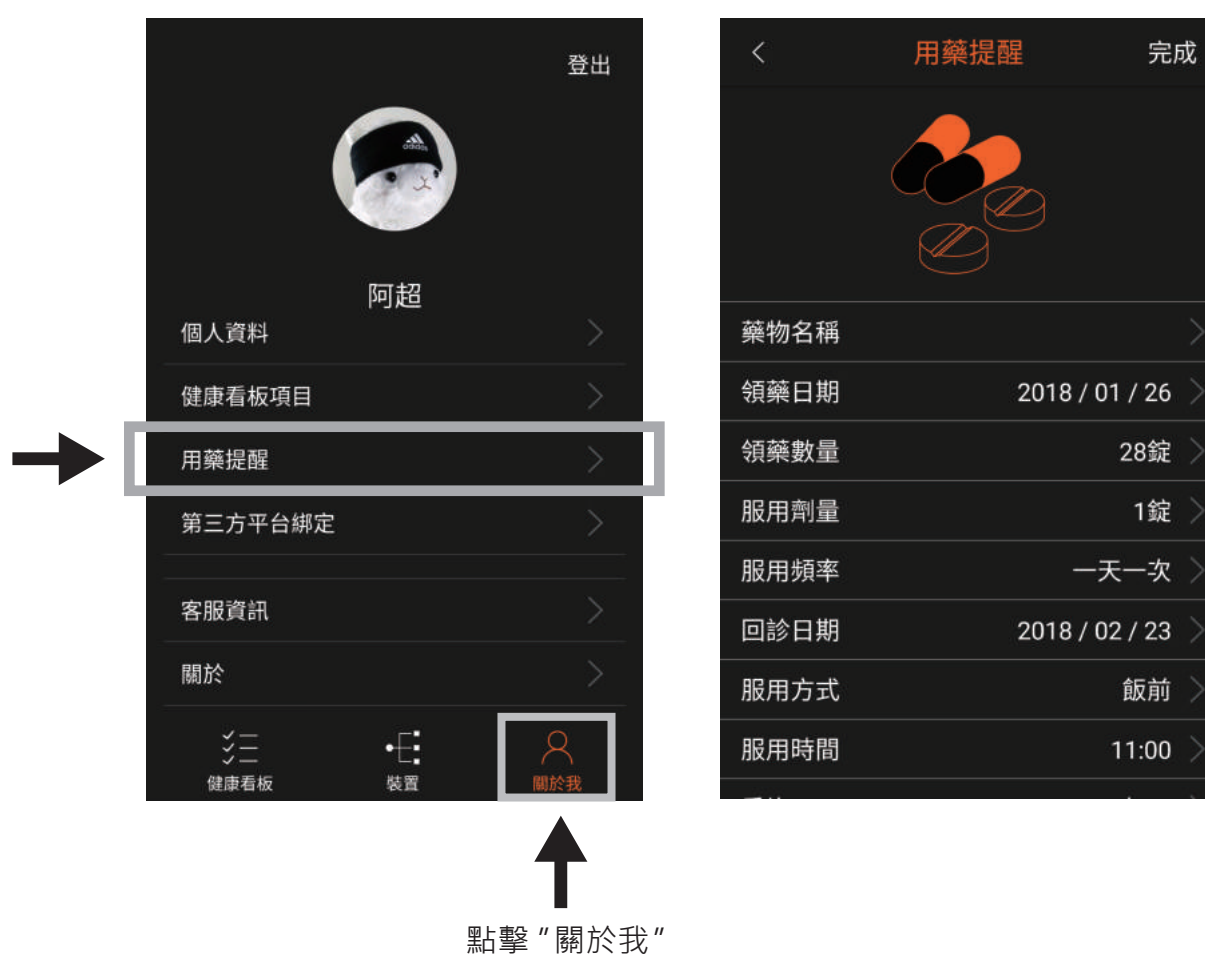 登出
adidas
阿超
個人資料
健康看板項目
用藥提醒
第三方平台綁定
客服資訊
關於
健康看板
裝置
關於我
點擊 " 關於我 "
用藥提醒
完成
藥物名稱
領藥日期 2018 / 01 / 26
領藥數量 28錠
服用劑量 1錠
服用頻率 一天一次
回診日期 2018 / 02 / 23
服用方式 飯前
服用時間 11:00